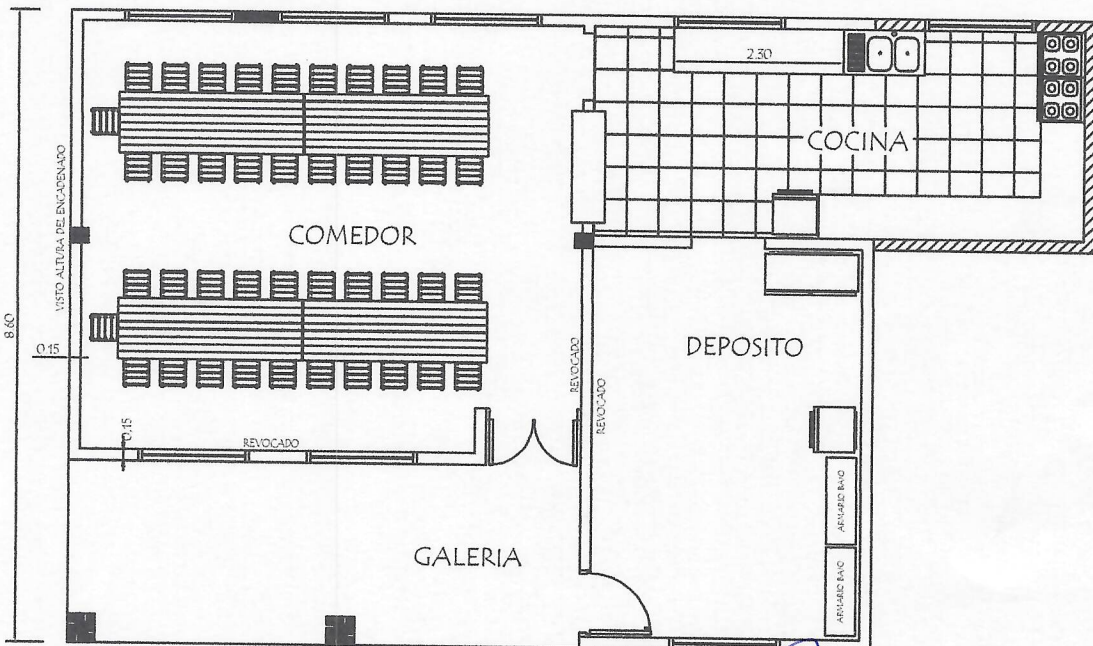 2.30
COCINA
VISTO ALTURA DEL ENCADENADO
COMEDOR
8.60
0.15
DEPOSITO
REVOCADO
REVOCADO
0.15
REVOCADO
GALERIA
ARMARIO BAJO
ARMARIO BAJO